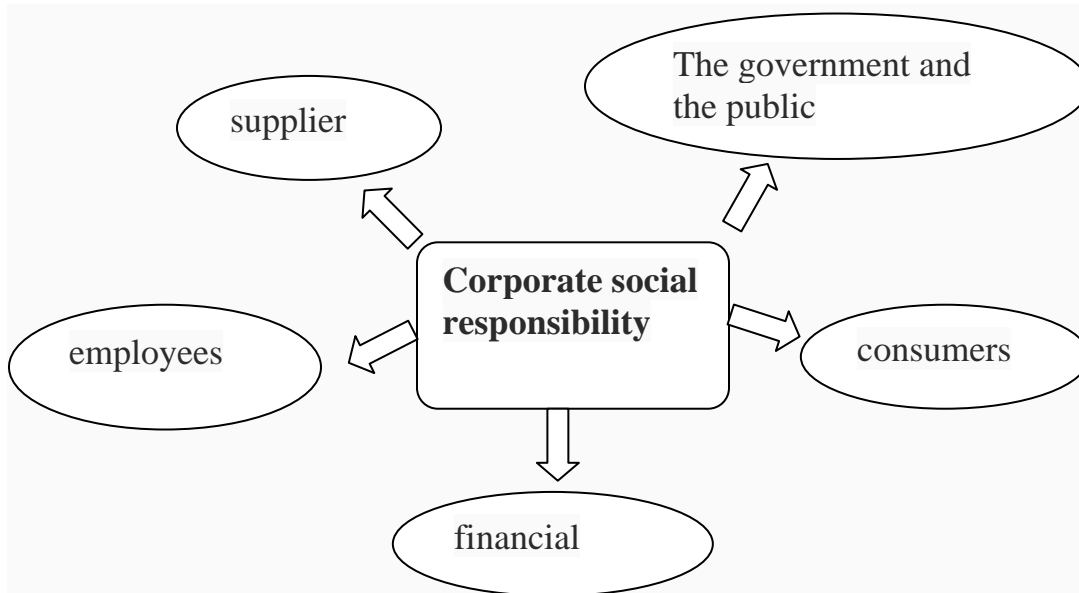 supplier
The government and
the public
Corporate social
responsibility
employees
consumers
financial